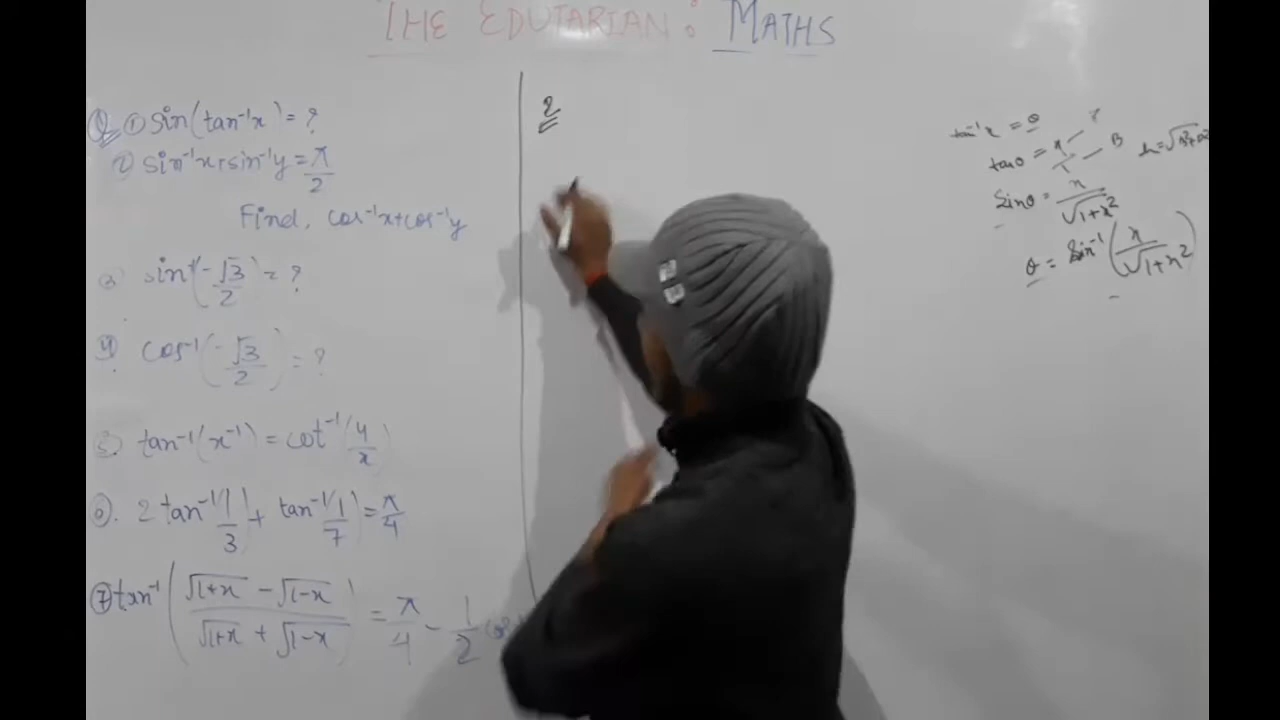 THE EDUTARIAN : MATHS
Q ① sin(tan⁻¹x) = ?
② sin⁻¹x + sin⁻¹y = π/2
Find, cos⁻¹x + cos⁻¹y
③ sin⁻¹(-√3/2) = ?
④ cos⁻¹(-√3/2) = ?
⑤ tan⁻¹(x⁻¹) = cot⁻¹(4/x)
⑥. 2 tan⁻¹(1/3) + tan⁻¹(1/7) = π/4
⑦ tan⁻¹((√1+x - √1-x)/(√1+x + √1-x)) = π/4 - 1/2
2
tan⁻¹x = θ
tanθ = x/1
B
sinθ = x/√1+x²
θ = sin⁻¹(x/√1+x²)